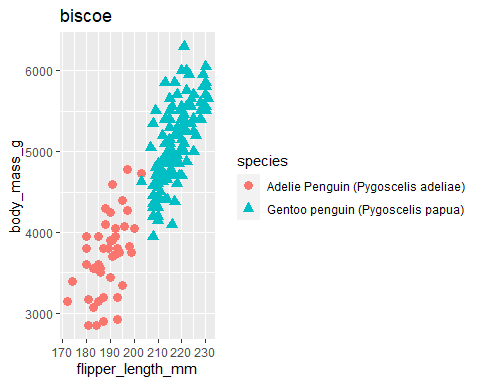 biscoe
body_mass_g
6000
5000
4000
3000
170 180 190 200 210 220 230
flipper_length_mm
species
Adelie Penguin (Pygoscelis adeliae)
Gentoo penguin (Pygoscelis papua)